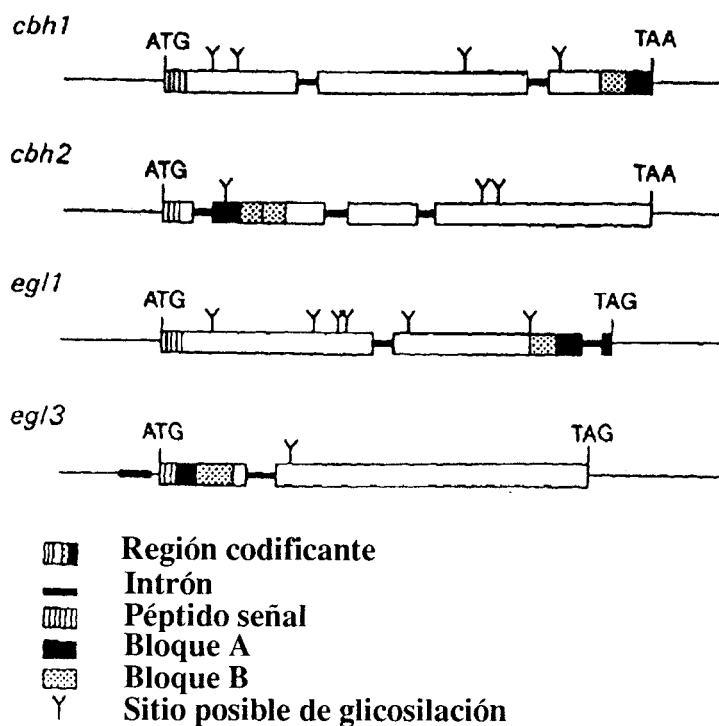 cbh1
ATG
TAA
cbh2
ATG
TAA
egl1
ATG
TAG
egl3
ATG
TAG
Región codificante
Intrón
Péptido señal
Bloque A
Bloque B
Sitio posible de glicosilación